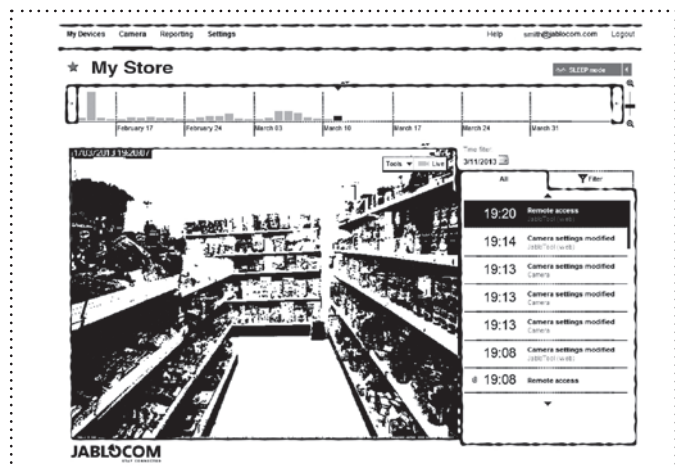 My Devices Camera Reporting Settings Help smith@jablocom.com Logout
My Store
SLEEP mode
February 17 February 24 March 03 March 10 March 17 March 24 March 31
Time filter:
3/11/2013
Tools Live
All Filter
19:20 Remote access
19:14 Camera settings modified
19:13 Camera settings modified
Camera
19:13 Camera settings modified
Camera
19:13 Camera settings modified
Camera
19:08 Camera settings modified
19:08 Remote access
JABLOCOM